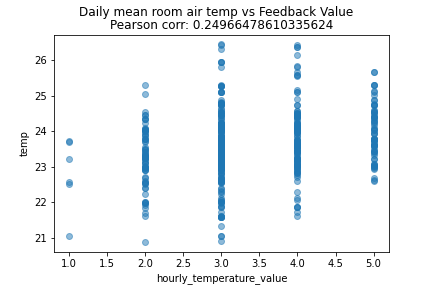 Daily mean room air temp vs Feedback Value
Pearson corr: 0.24966478610335624
26
25
24
23
22
21
temp
1.0 1.5 2.0 2.5 3.0 3.5 4.0 4.5 5.0
hourly_temperature_value